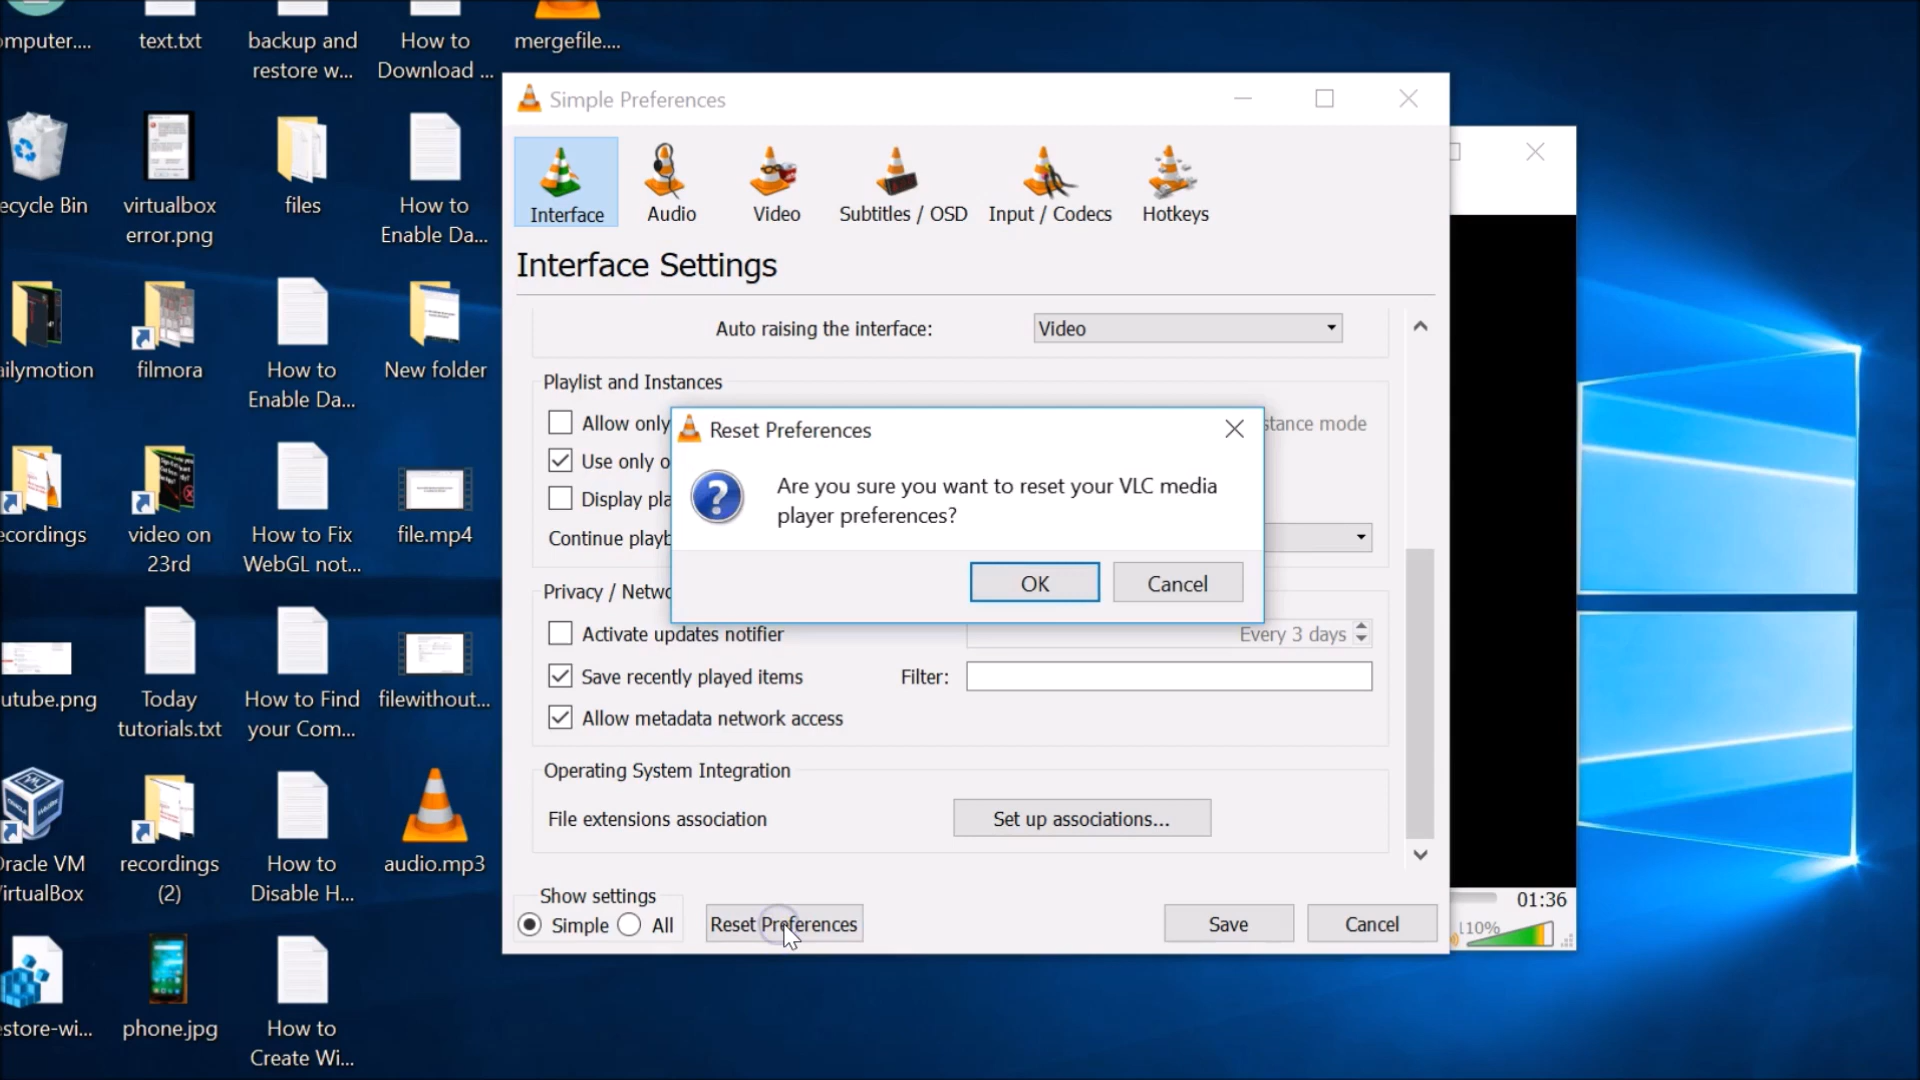 omputer....
text.txt
backup and
restore w...
How to
Download ...
mergefile....
ecycle Bin
virtualbox
error.png
files
How to
Enable Da...
ailymotion
filmora
How to
Enable Da...
New folder
ecordings
video on
23rd
How to Fix
WebGL not...
file.mp4
utube.png
Today
tutorials.txt
How to Find
your Com...
filewithout...
Oracle VM
VirtualBox
recordings
(2)
How to
Disable H...
audio.mp3
estore-wi...
phone.jpg
How to
Create Wi...
Simple Preferences
Interface
Audio
Video
Subtitles / OSD
Input / Codecs
Hotkeys
Interface Settings
Auto raising the interface:
Video
Playlist and Instances
Allow only
stance mode
Use only o
Display pla
Continue playb
Reset Preferences
Are you sure you want to reset your VLC media
player preferences?
OK
Cancel
Privacy / Netwo
Activate updates notifier
Every 3 days
Save recently played items
Filter:
Allow metadata network access
Operating System Integration
File extensions association
Set up associations...
Show settings
Simple
All
Reset Preferences
Save
Cancel
01:36
110%